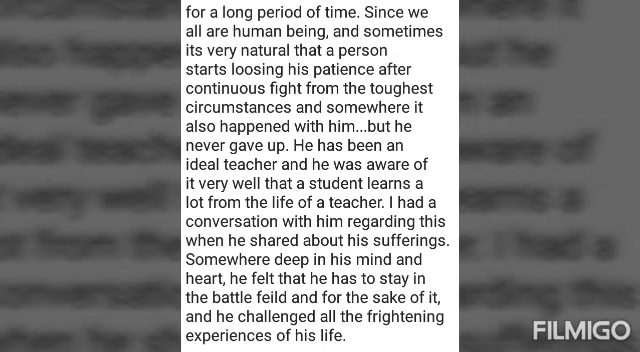 for a long period of time. Since we
all are human being, and sometimes
its very natural that a person
starts loosing his patience after
continuous fight from the toughest
circumstances and somewhere it
also happened with him...but he
never gave up. He has been an
ideal teacher and he was aware of
it very well that a student learns a
lot from the life of a teacher. I had a
conversation with him regarding this
when he shared about his sufferings.
Somewhere deep in his mind and
heart, he felt that he has to stay in
the battle feild and for the sake of it,
and he challenged all the frightening
experiences of his life.
FILMIGO